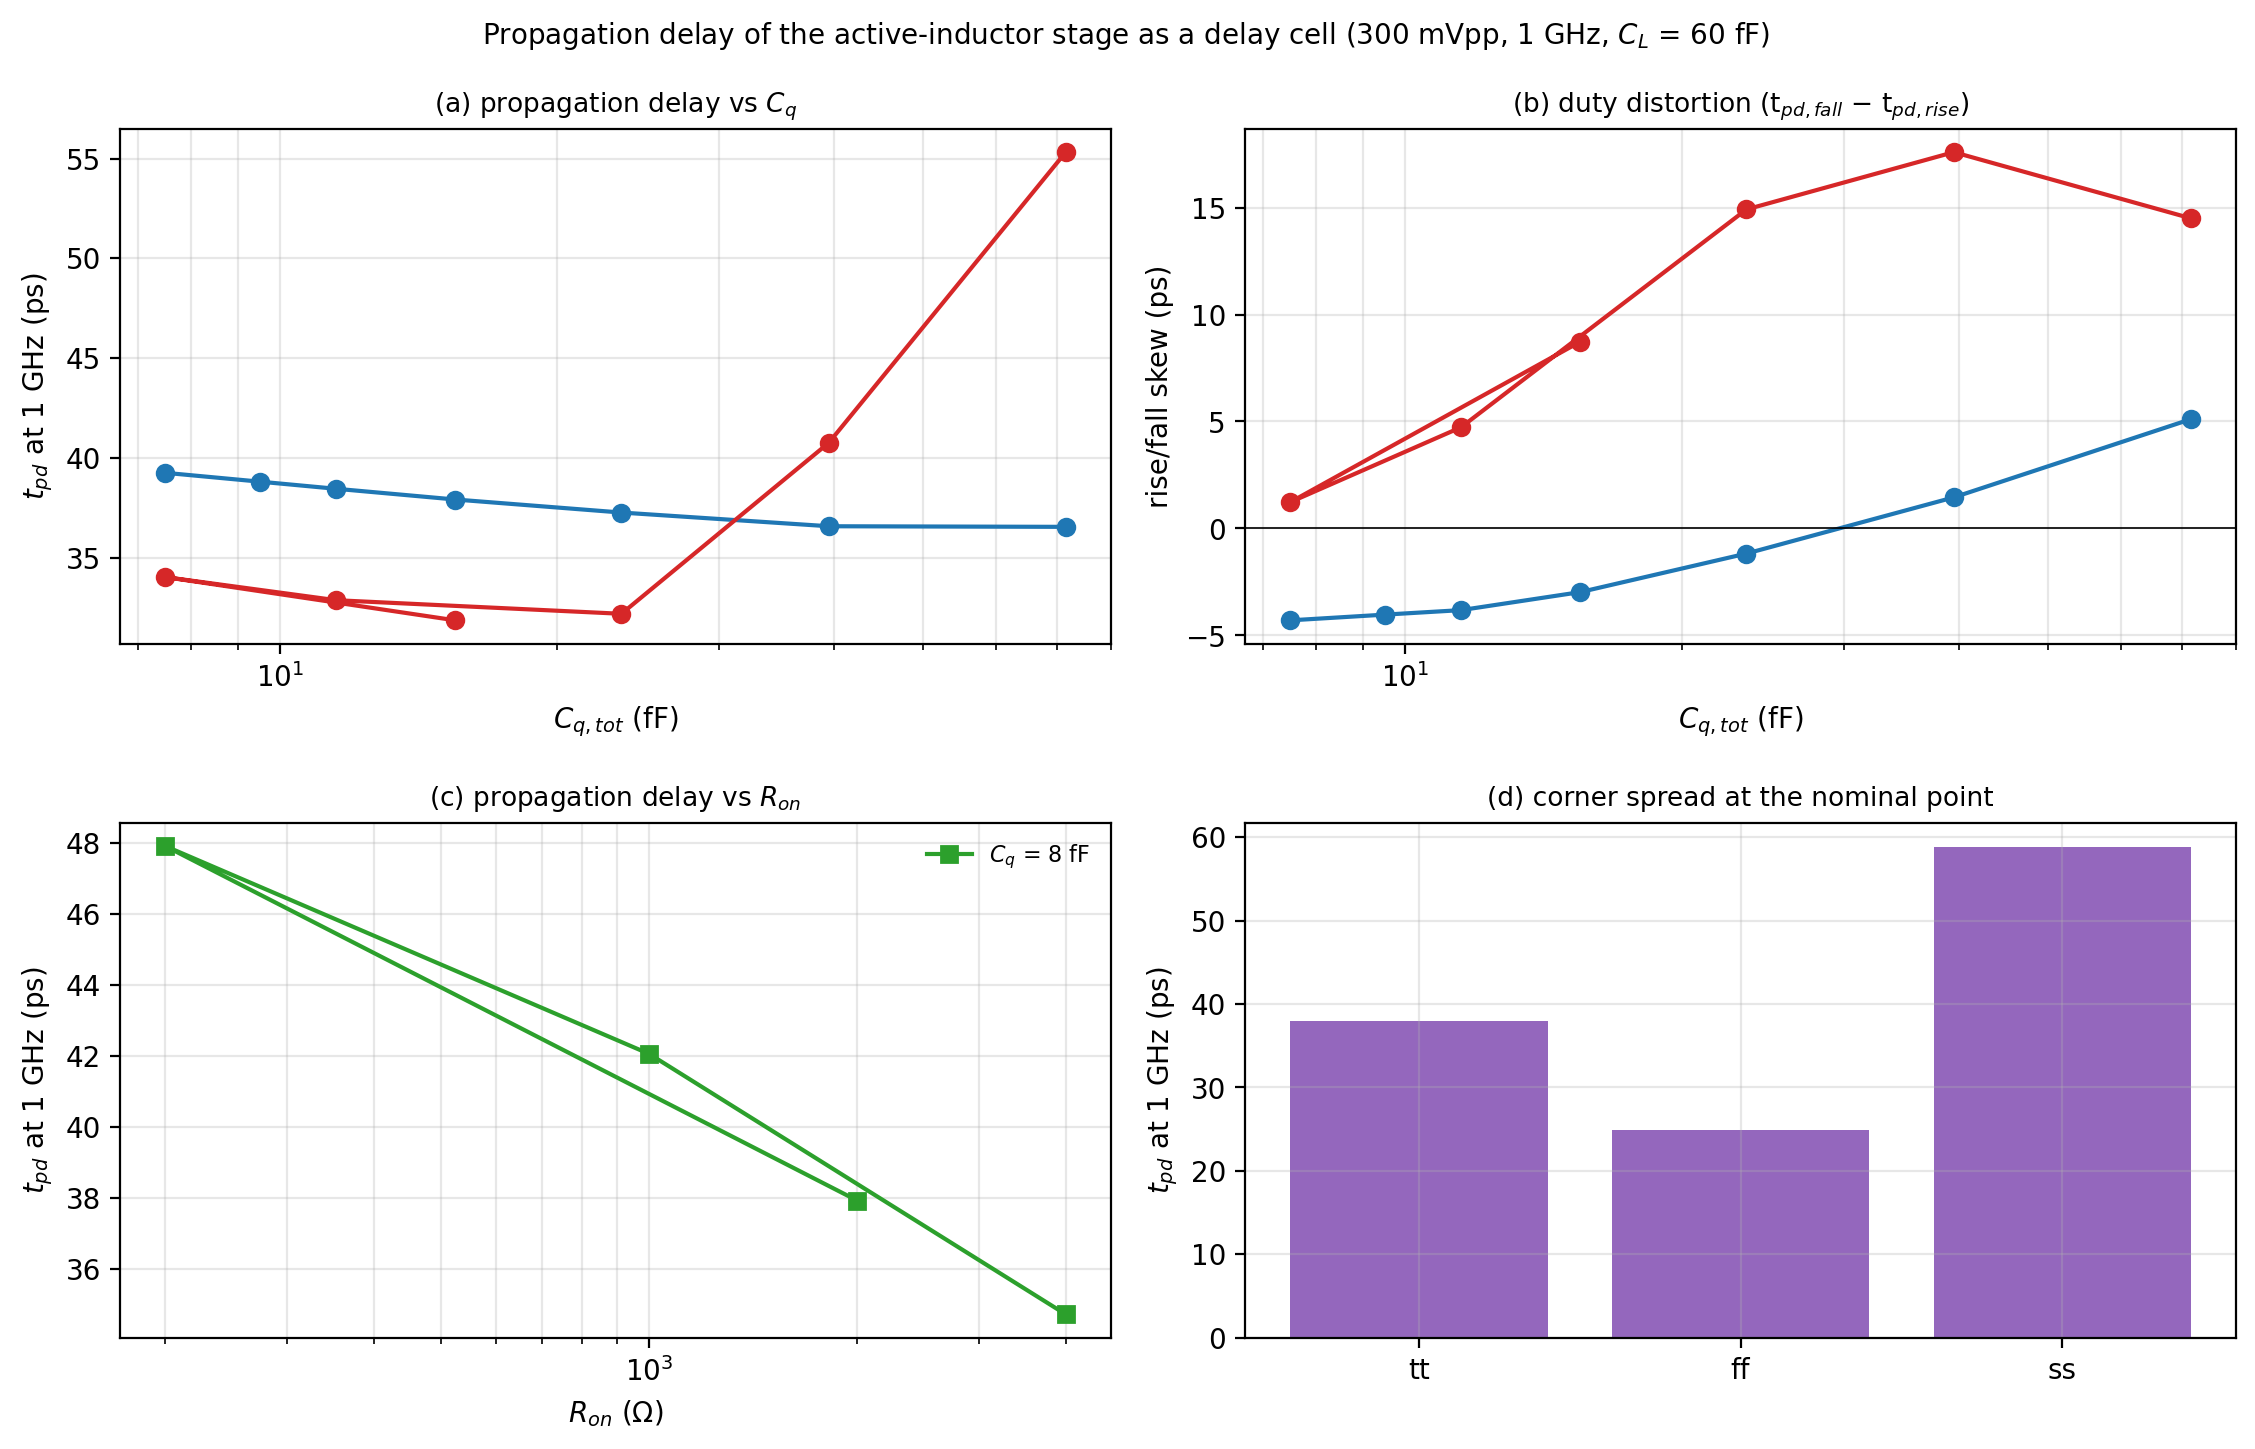 Propagation delay of the active-inductor stage as a delay cell (300 mVpp, 1 GHz, C_L = 60 fF)
(a) propagation delay vs C_q
55
50
45
40
35
t_pd at 1 GHz (ps)
10^1
C_q,tot (fF)
(b) duty distortion (t_pd,fall − t_pd,rise)
15
10
5
0
−5
rise/fall skew (ps)
10^1
C_q,tot (fF)
(c) propagation delay vs R_on
48
46
44
42
40
38
36
t_pd at 1 GHz (ps)
C_q = 8 fF
10^3
R_on (Ω)
(d) corner spread at the nominal point
60
50
40
30
20
10
0
t_pd at 1 GHz (ps)
tt
ff
ss